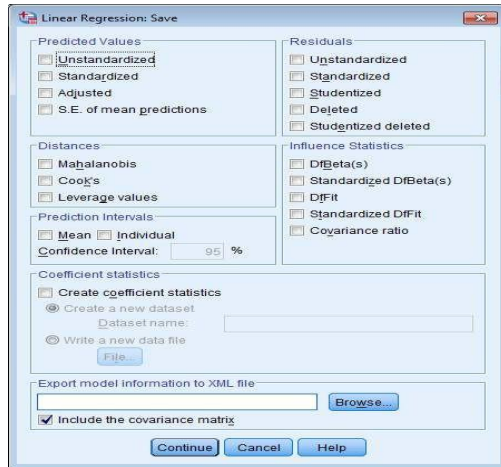 Linear Regression: Save
Predicted Values
Unstandardized
Standardized
Adjusted
S.E. of mean predictions
Residuals
Unstandardized
Standardized
Studentized
Deleted
Studentized deleted
Distances
Mahalanobis
Cook's
Leverage values
Influence Statistics
DfBeta(s)
Standardized DfBeta(s)
DfFit
Standardized DfFit
Covariance ratio
Prediction Intervals
Mean Individual
Confidence Interval: 95 %
Coefficient statistics
Create coefficient statistics
Create a new dataset
Dataset name:
Write a new data file
File...
Export model information to XML file
Browse...
Include the covariance matrix
Continue Cancel Help